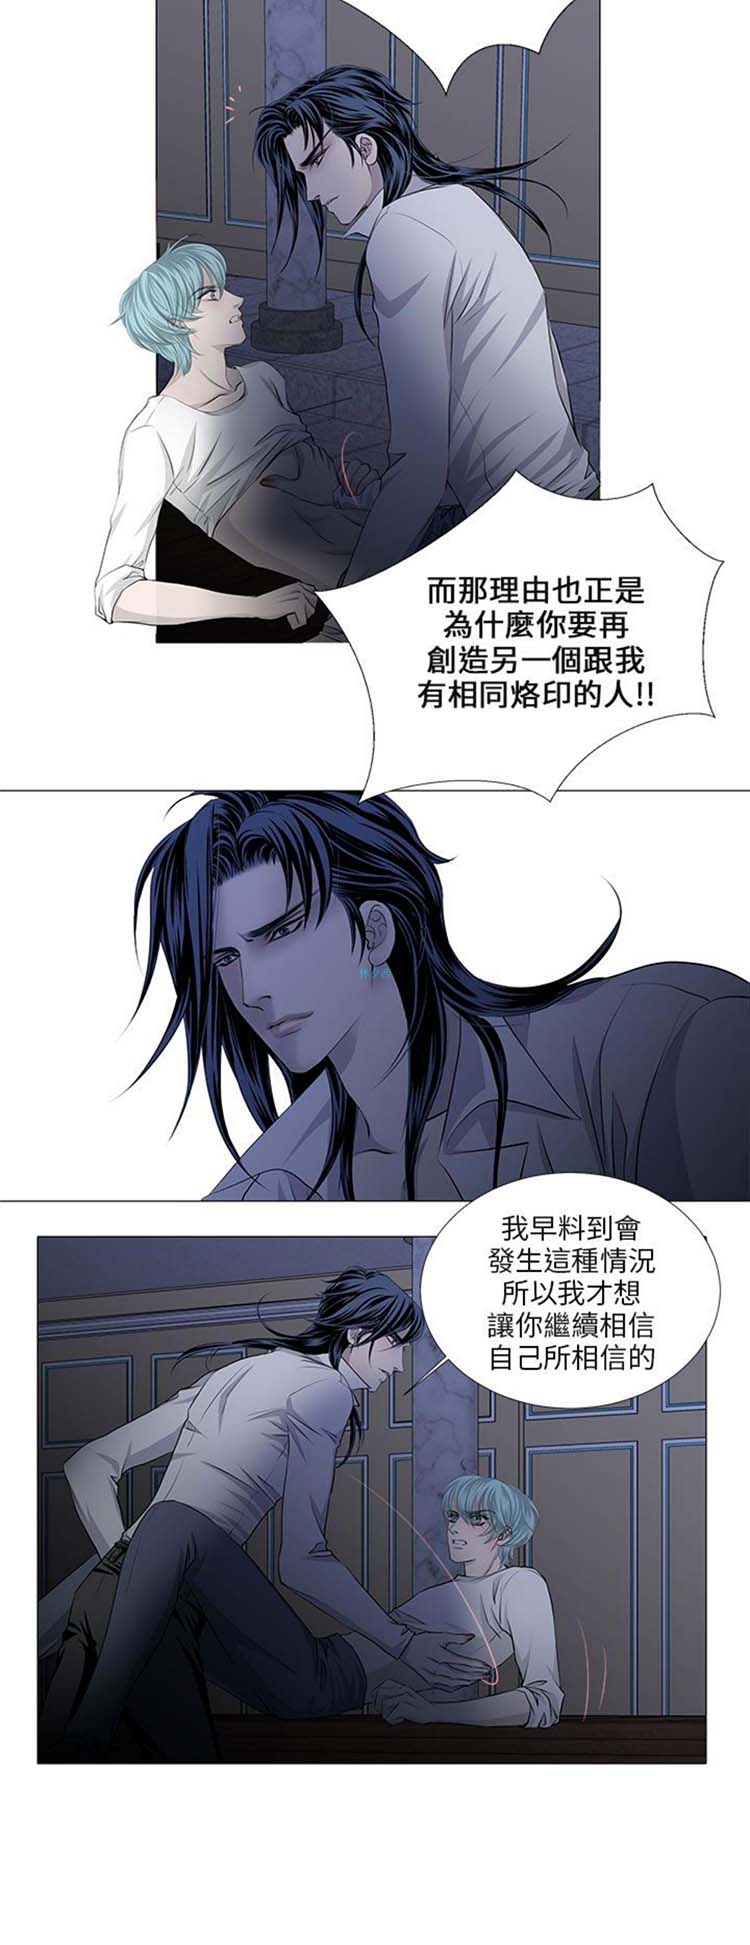 而那理由也正是
為什麼你要再
創造另一個跟我
有相同烙印的人!!
我早料到會
發生這種情況
所以我才想
讓你繼續相信
自己所相信的